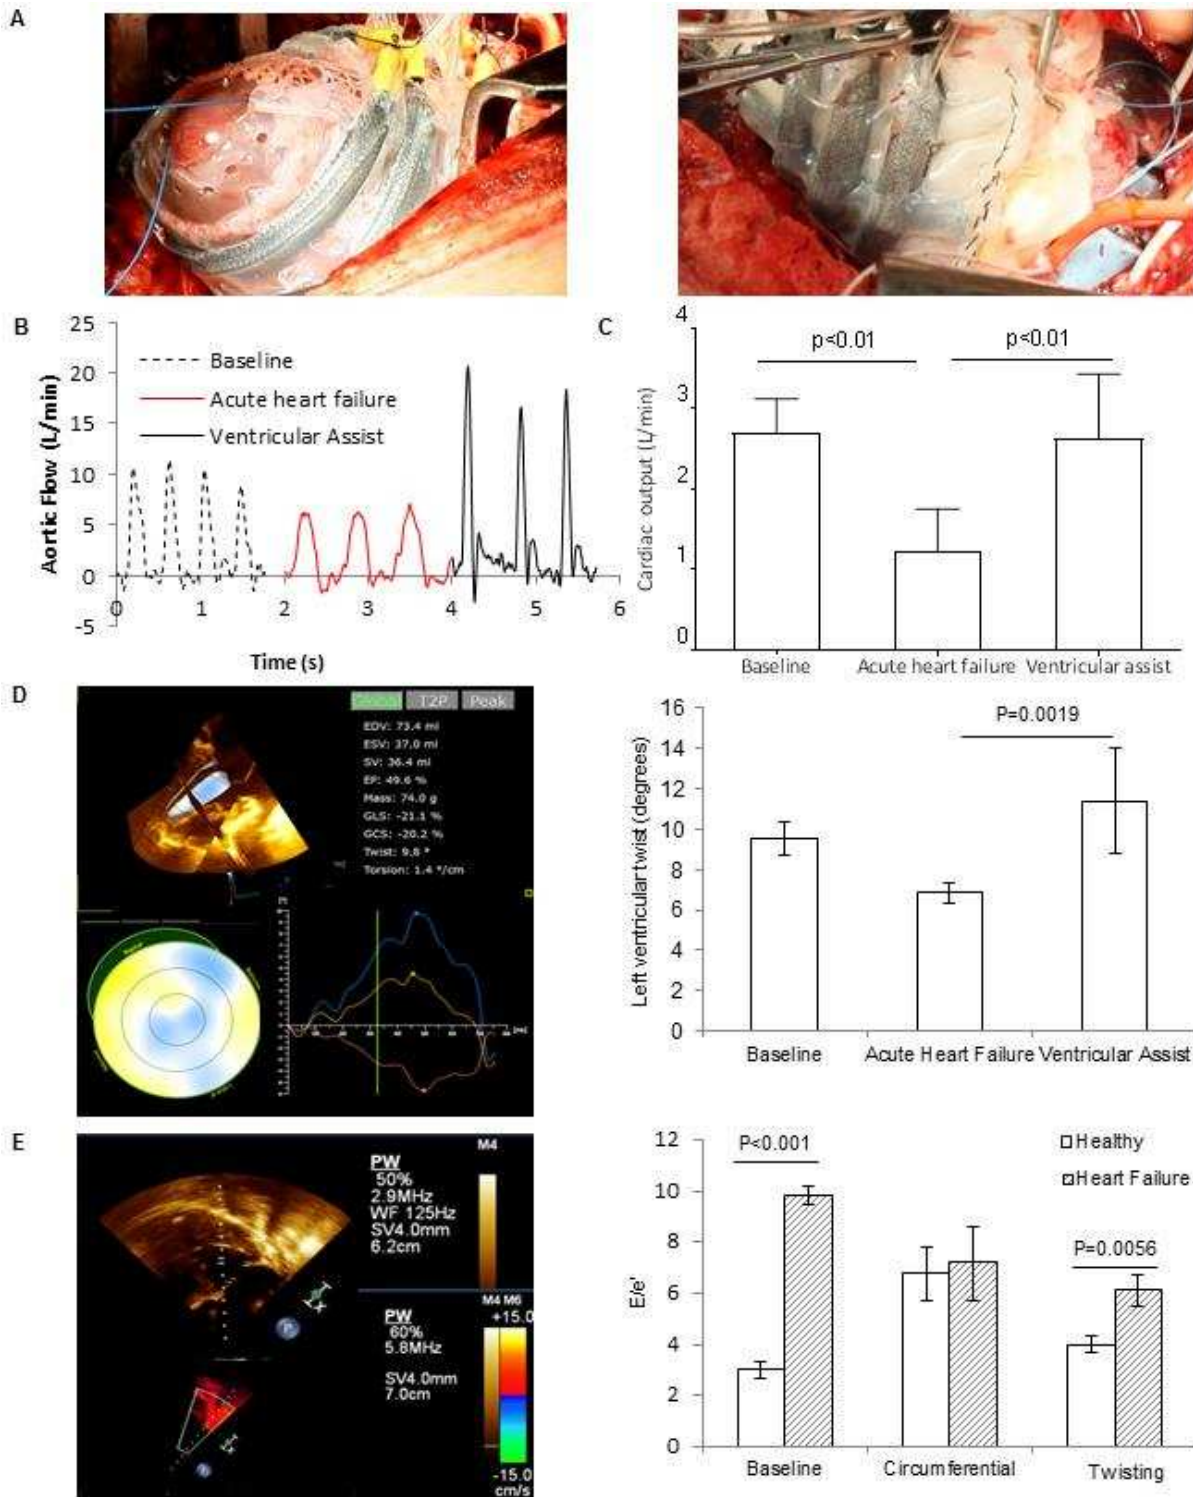 A
B
25
20
15
10
5
0
-5
0 1 2 3 4 5 6
Aortic Flow (L/min)
Time (s)
Baseline
Acute heart failure
Ventricular Assist
C
4
3
2
1
0
Cardiac output (L/min)
p<0.01
p<0.01
Baseline
Acute heart failure
Ventricular assist
D
T2P
Peak
EDV: 73.4 ml
ESV: 37.0 ml
SV: 36.4 ml
EF: 49.6 %
Mass: 74.0 g
GLS: -21.1 %
GCS: -20.2 %
Twist: 9.8 °
Torsion: 1.4 °/cm
16
14
12
10
8
6
4
2
0
Left ventricular twist (degrees)
P=0.0019
Baseline
Acute Heart Failure
Ventricular Assist
E
M4
PW
50%
2.9MHz
WF 125Hz
SV4.0mm
6.2cm
M4 M6
+15.0
PW
60%
5.8MHz
SV4.0mm
7.0cm
-15.0
cm/s
12
10
8
6
4
2
0
E/e'
P<0.001
P=0.0056
Healthy
Heart Failure
Baseline
Circumferential
Twisting